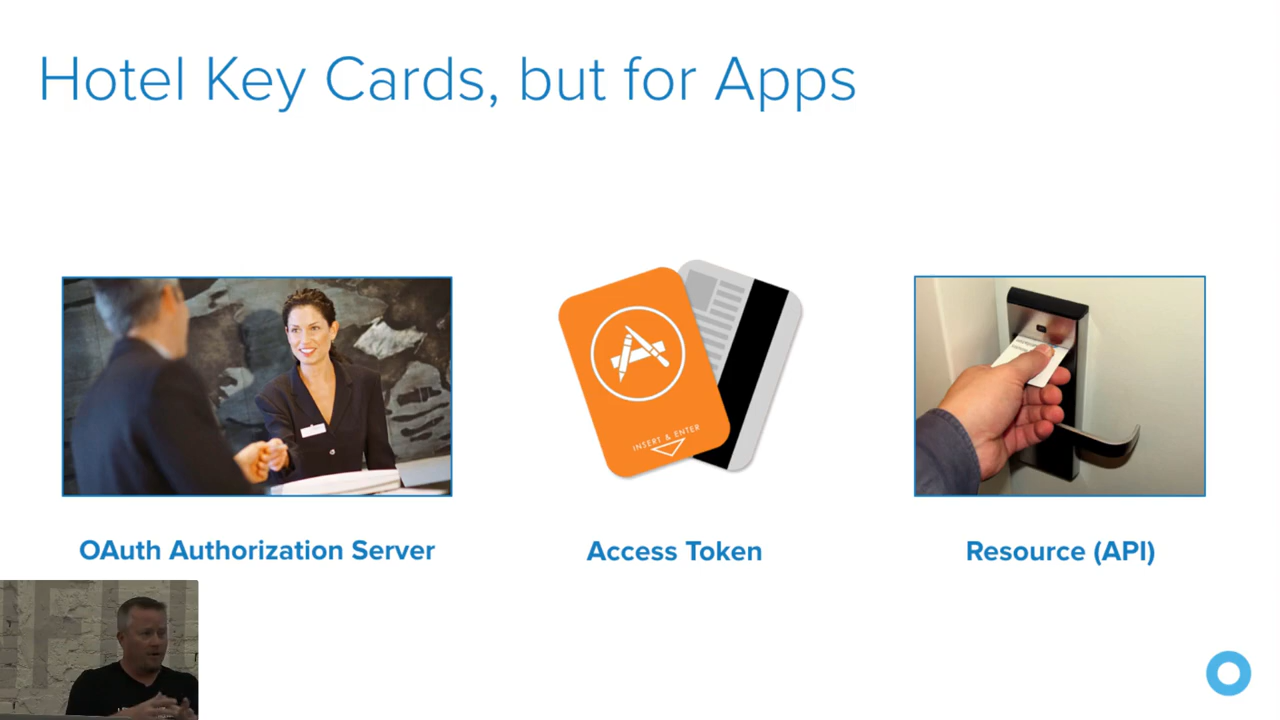 Hotel Key Cards, but for Apps
INSERT & ENTER
OAuth Authorization Server
Access Token
Resource (API)